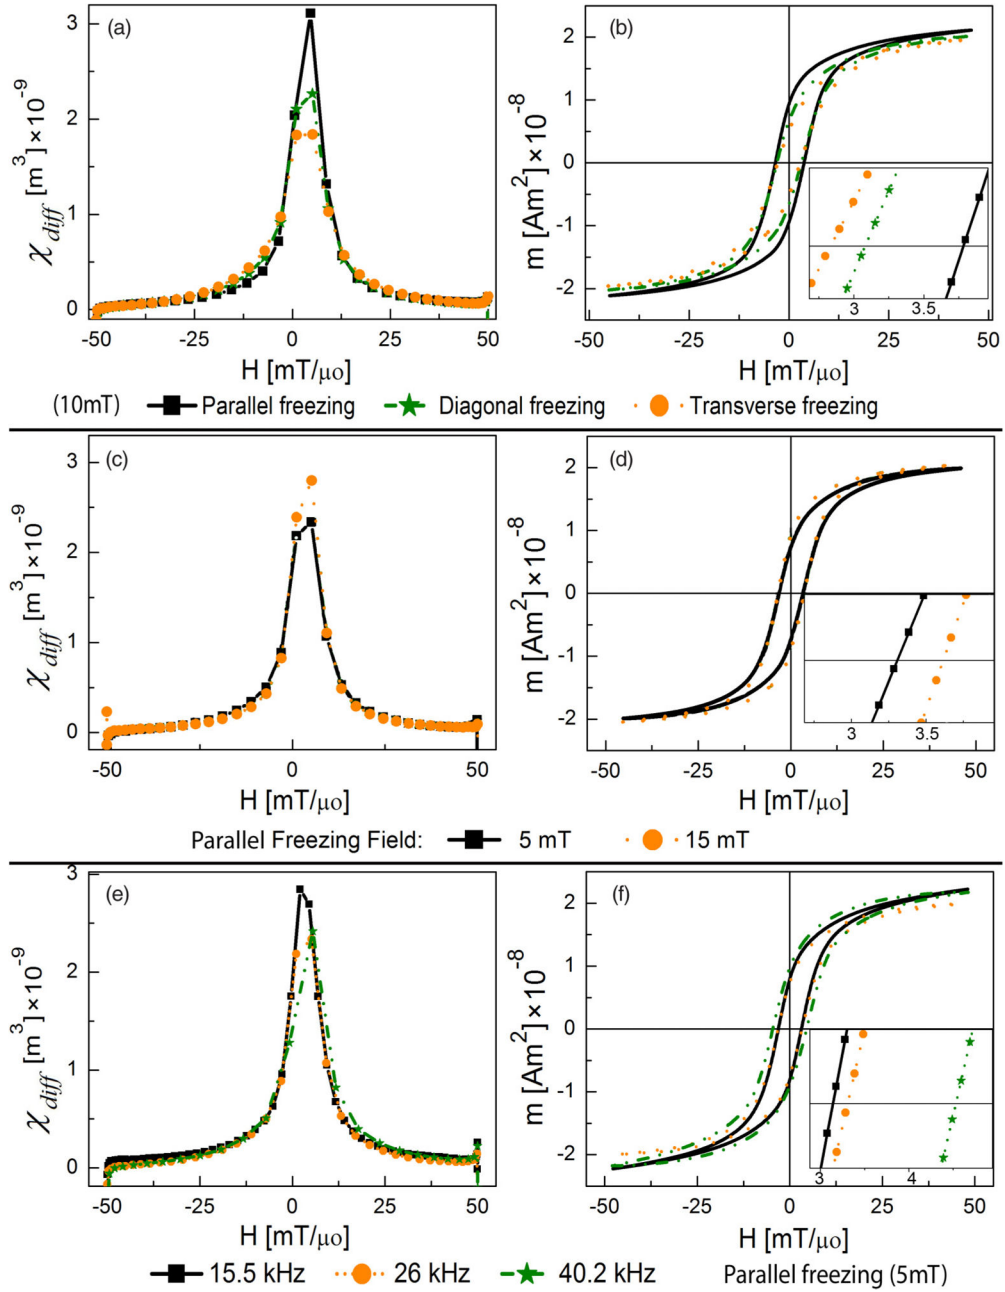 (a)
3
2
1
0
χ_diff [m³]×10⁻⁹
-50 -25 0 25 50
H [mT/μo]
(b)
2
1
0
-1
-2
m [Am²]×10⁻⁸
3 3.5
-50 -25 0 25 50
H [mT/μo]
(10mT) Parallel freezing Diagonal freezing Transverse freezing
(c)
3
2
1
0
χ_diff [m³]×10⁻⁹
-50 -25 0 25 50
H [mT/μo]
(d)
2
1
0
-1
-2
m [Am²]×10⁻⁸
3 3.5
-50 -25 0 25 50
H [mT/μo]
Parallel Freezing Field: 5 mT 15 mT
(e)
3
2
1
0
χ_diff [m³]×10⁻⁹
-50 -25 0 25 50
H [mT/μo]
(f)
2
1
0
-1
-2
m [Am²]×10⁻⁸
3 4
-50 -25 0 25 50
H [mT/μo]
15.5 kHz 26 kHz 40.2 kHz Parallel freezing (5mT)